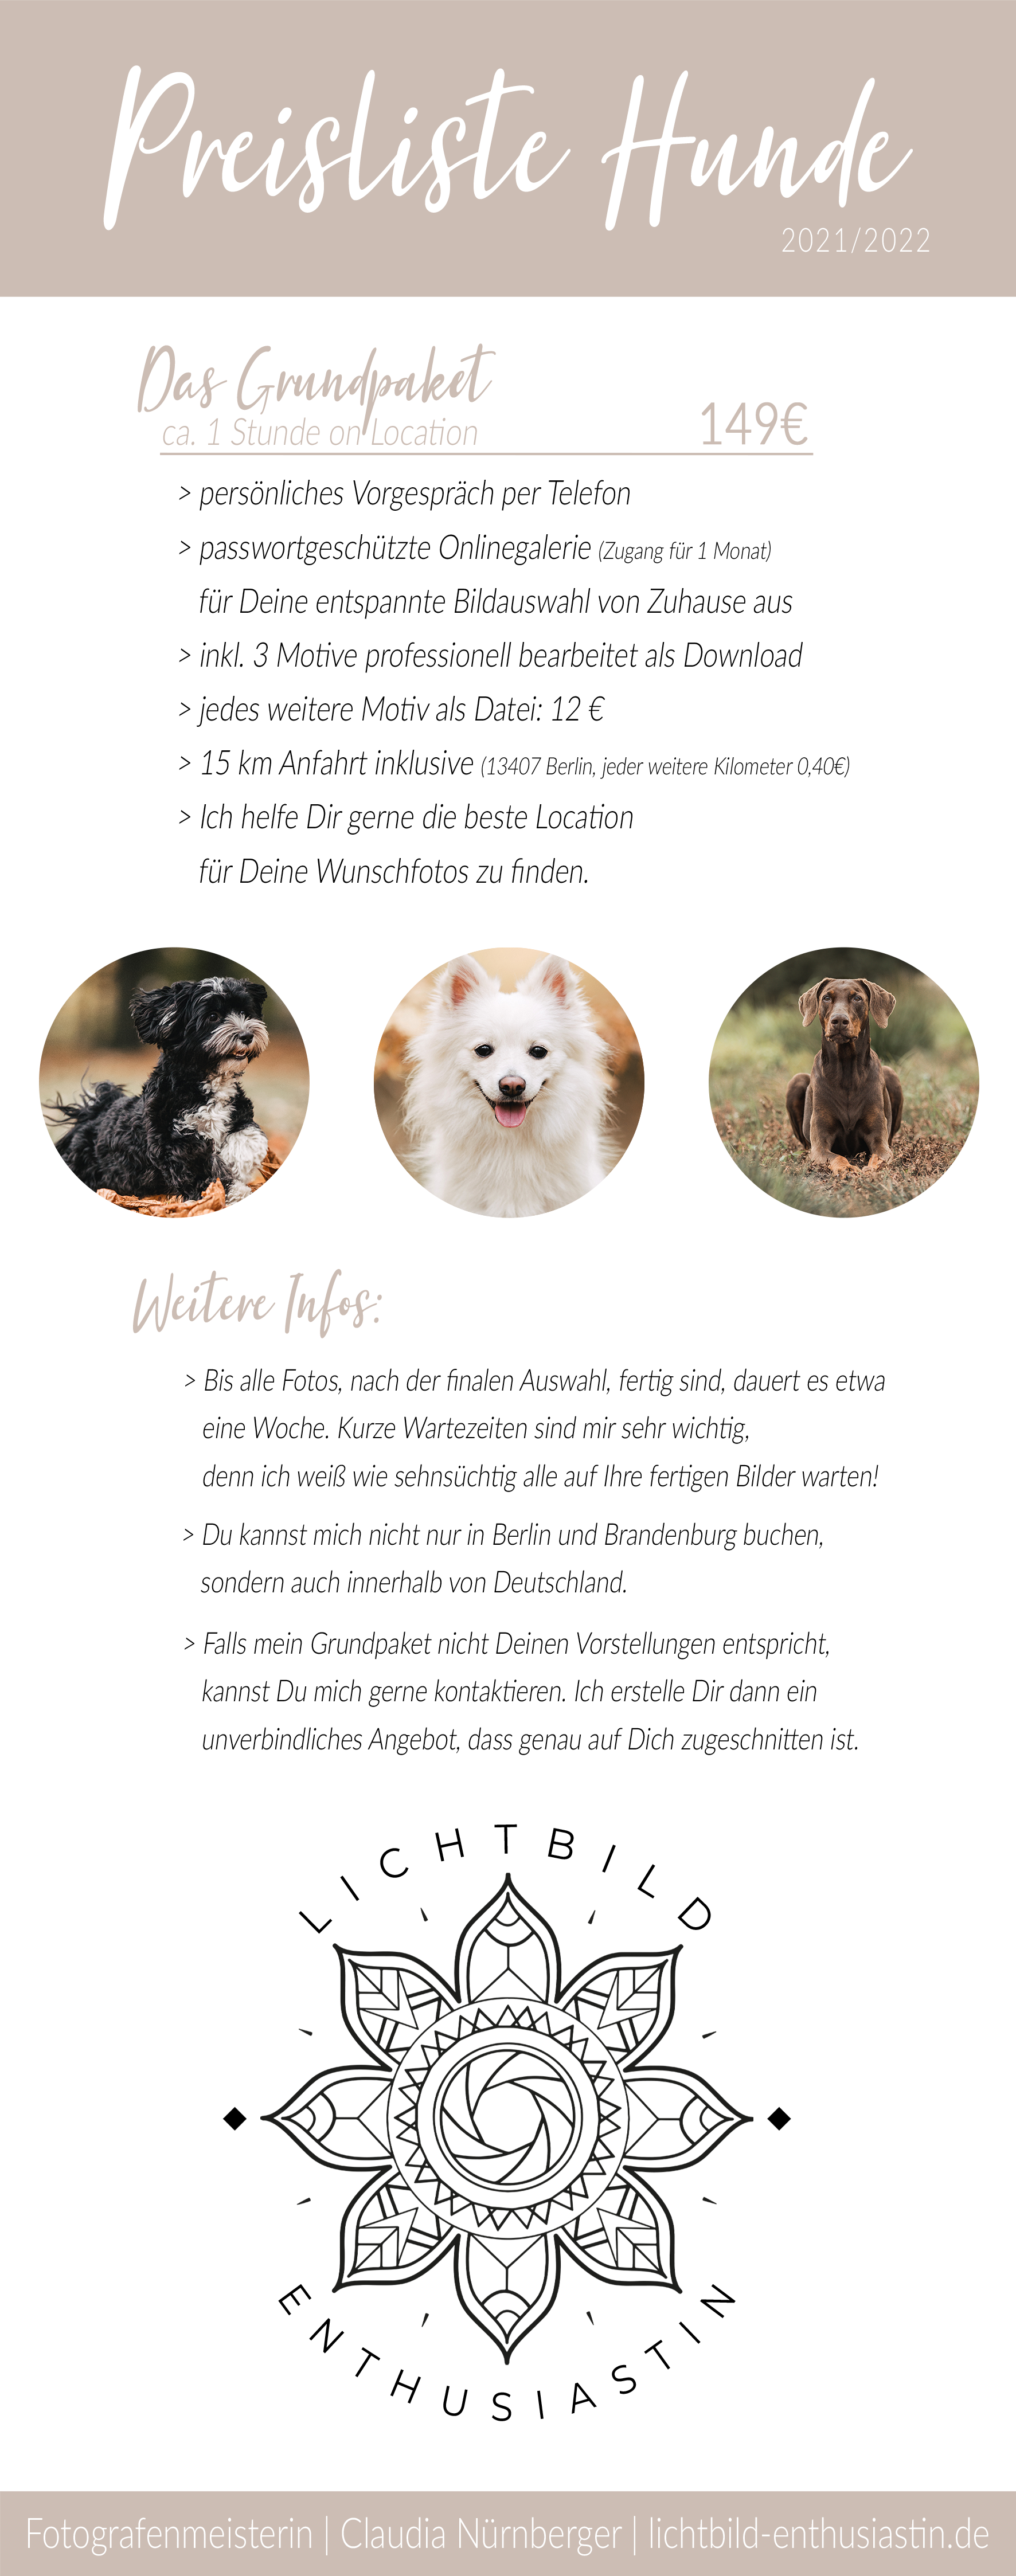 Preisliste Hunde
2021/2022
Das Grundpaket
ca. 1 Stunde on Location 149€
> persönliches Vorgespräch per Telefon
> passwortgeschützte Onlinegalerie (Zugang für 1 Monat)
für Deine entspannte Bildauswahl von Zuhause aus
> inkl. 3 Motive professionell bearbeitet als Download
> jedes weitere Motiv als Datei: 12 €
> 15 km Anfahrt inklusive (13407 Berlin, jeder weitere Kilometer 0,40€)
> Ich helfe Dir gerne die beste Location
für Deine Wunschfotos zu finden.
Weitere Infos:
> Bis alle Fotos, nach der finalen Auswahl, fertig sind, dauert es etwa
eine Woche. Kurze Wartezeiten sind mir sehr wichtig,
denn ich weiß wie sehnsüchtig alle auf Ihre fertigen Bilder warten!
> Du kannst mich nicht nur in Berlin und Brandenburg buchen,
sondern auch innerhalb von Deutschland.
> Falls mein Grundpaket nicht Deinen Vorstellungen entspricht,
kannst Du mich gerne kontaktieren. Ich erstelle Dir dann ein
unverbindliches Angebot, dass genau auf Dich zugeschnitten ist.
LICHTBILD
ENTHUSIASTIN
Fotografenmeisterin | Claudia Nürnberger | lichtbild-enthusiastin.de